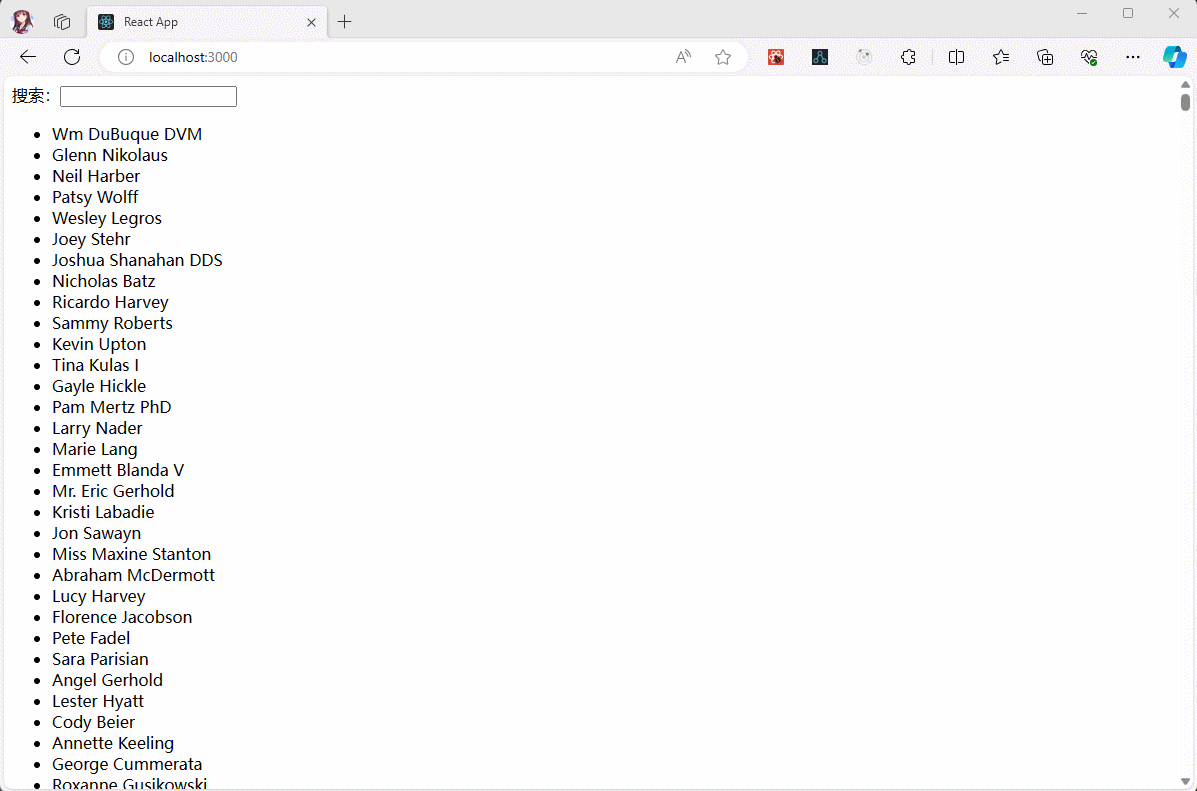 React App
localhost:3000
搜索：
Wm DuBuque DVM
Glenn Nikolaus
Neil Harber
Patsy Wolff
Wesley Legros
Joey Stehr
Joshua Shanahan DDS
Nicholas Batz
Ricardo Harvey
Sammy Roberts
Kevin Upton
Tina Kulas I
Gayle Hickle
Pam Mertz PhD
Larry Nader
Marie Lang
Emmett Blanda V
Mr. Eric Gerhold
Kristi Labadie
Jon Sawayn
Miss Maxine Stanton
Abraham McDermott
Lucy Harvey
Florence Jacobson
Pete Fadel
Sara Parisian
Angel Gerhold
Lester Hyatt
Cody Beier
Annette Keeling
George Cummerata
Roxanne Gusikowski